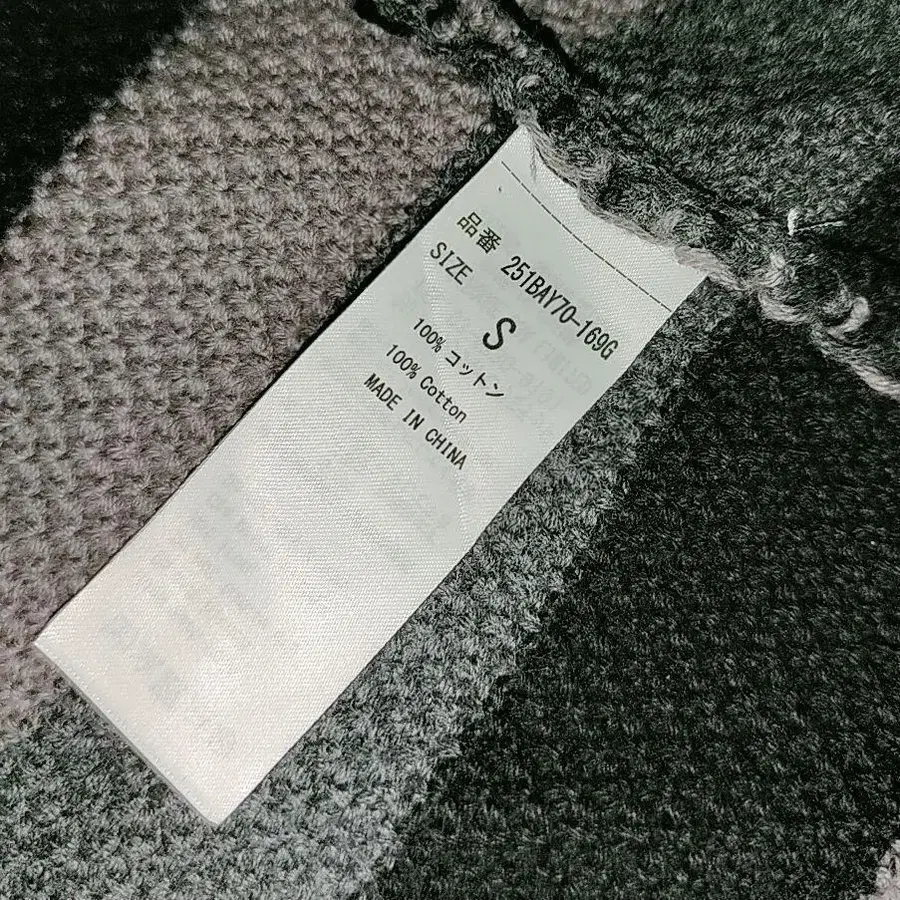 品番 251BAY70-169G
SIZE S
100% コットン
100% Cotton
MADE IN CHINA